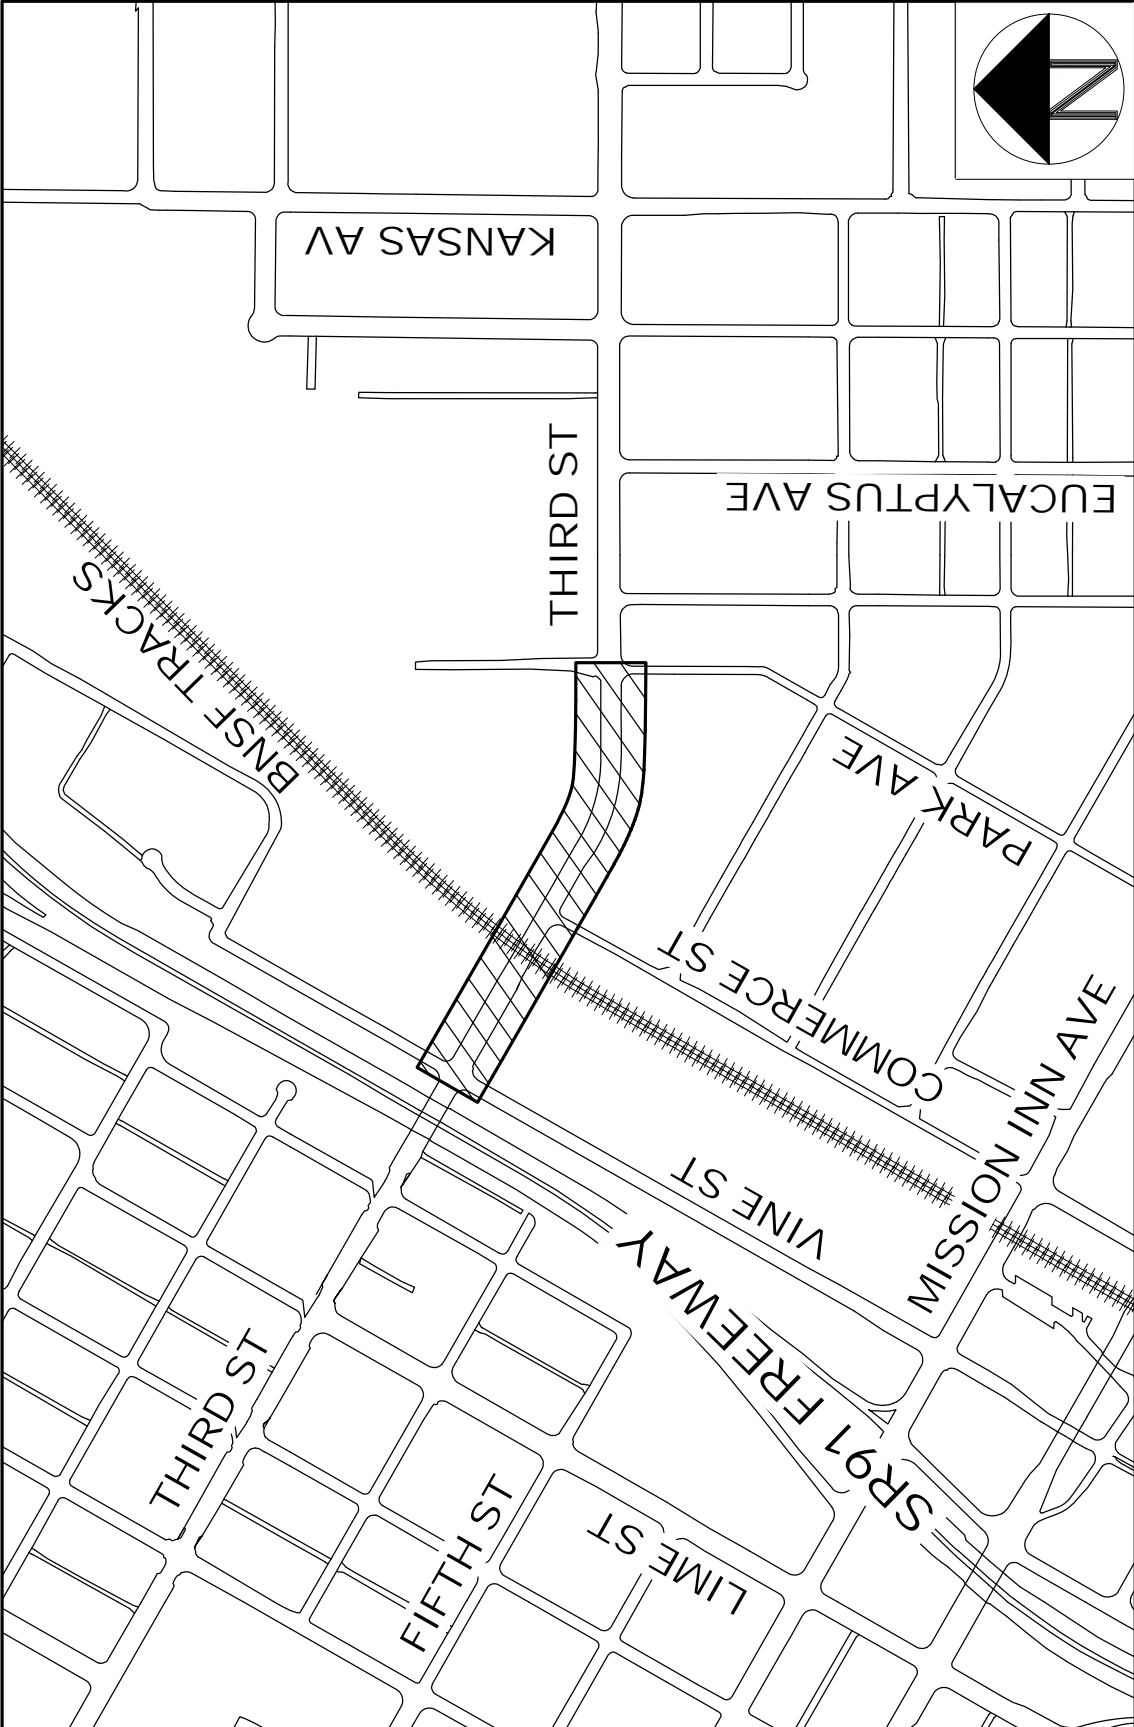 N
KANSAS AV
THIRD ST
EUCALYPTUS AVE
BNSF TRACKS
PARK AVE
COMMERCE ST
MISSION INN AVE
VINE ST
SR91 FREEWAY
THIRD ST
FIFTH ST
LIME ST